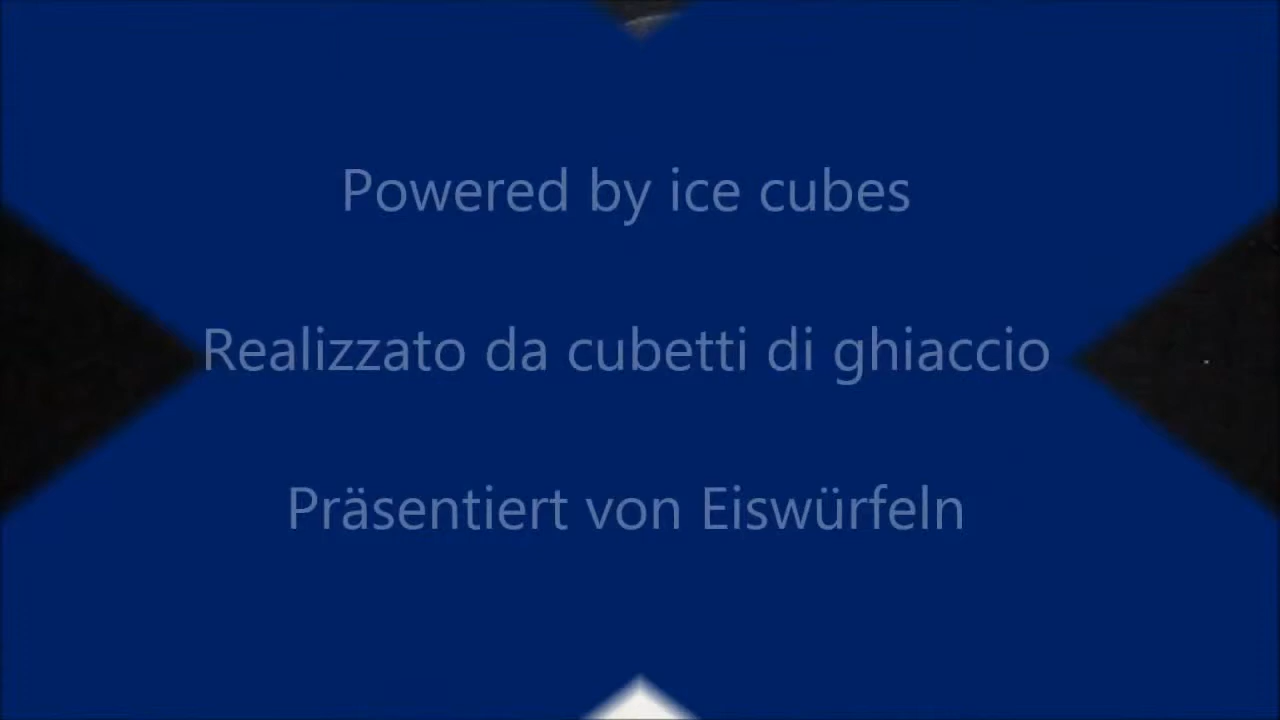 Powered by ice cubes
Realizzato da cubetti di ghiaccio
Präsentiert von Eiswürfeln